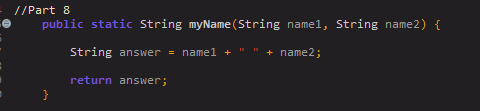 //Part 8
public static String myName(String name1, String name2) {
String answer = name1 + " " + name2;
return answer;
}